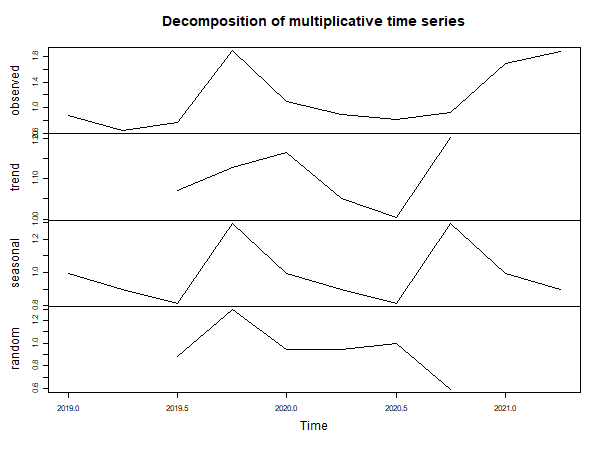 Decomposition of multiplicative time series
observed
1.8
1.4
1.0
trend
1.10
1.00
seasonal
1.2
1.0
0.8
random
1.2
1.0
0.8
0.6
2019.0 2019.5 2020.0 2020.5 2021.0
Time